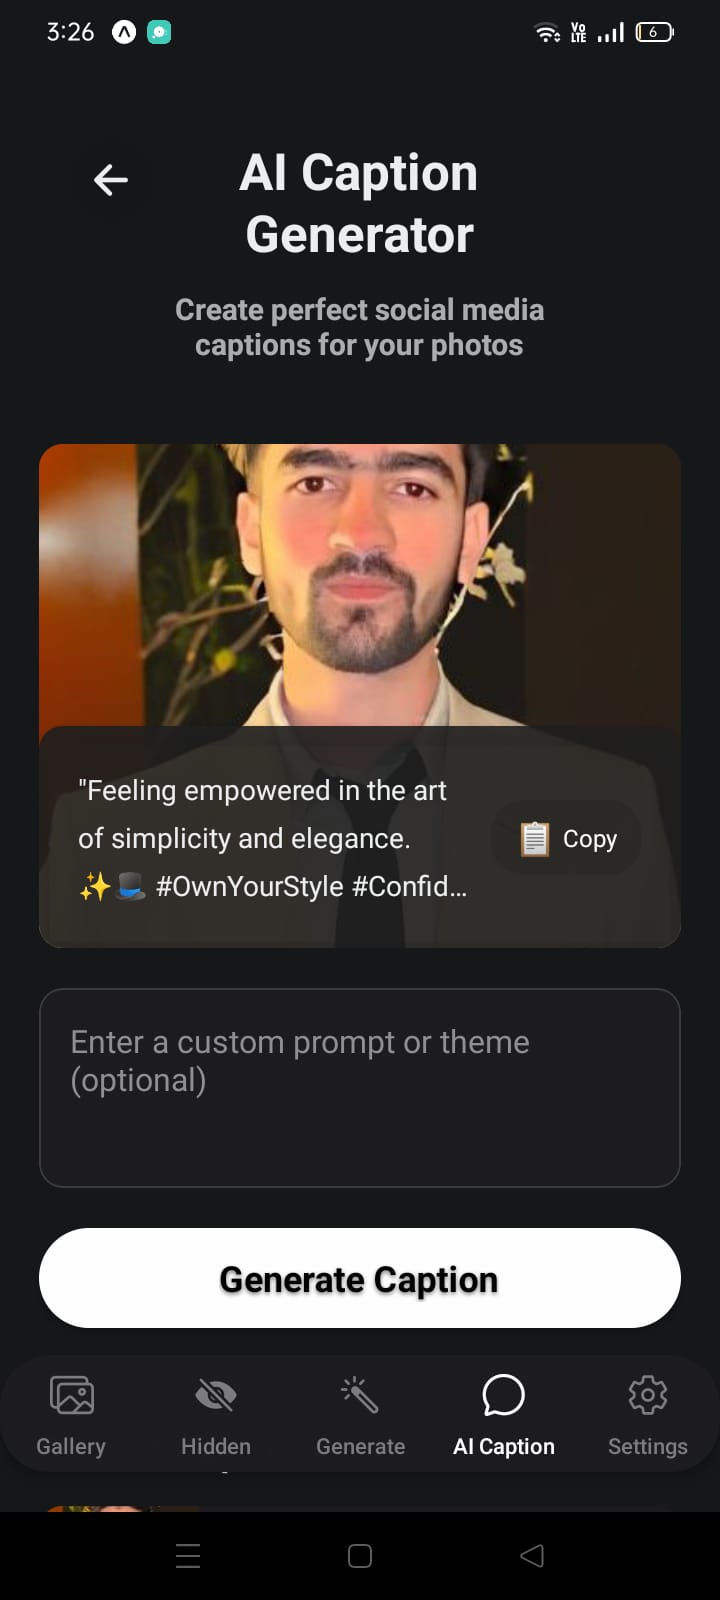 3:26
Vo
LTE
6
AI Caption
Generator
Create perfect social media
captions for your photos
"Feeling empowered in the art
of simplicity and elegance.
✨🎩 #OwnYourStyle #Confid...
📋 Copy
Enter a custom prompt or theme
(optional)
Generate Caption
Gallery
Hidden
Generate
AI Caption
Settings